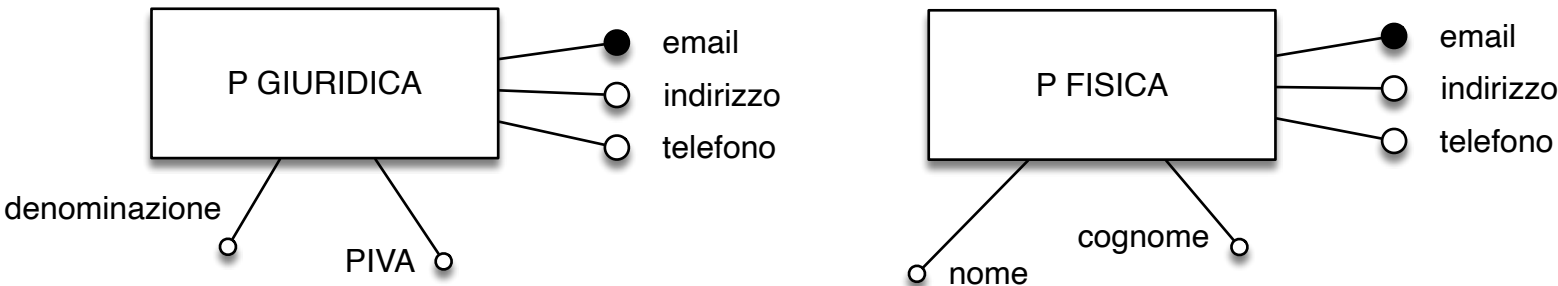 P GIURIDICA
email
indirizzo
telefono
denominazione
PIVA
P FISICA
email
indirizzo
telefono
cognome
nome